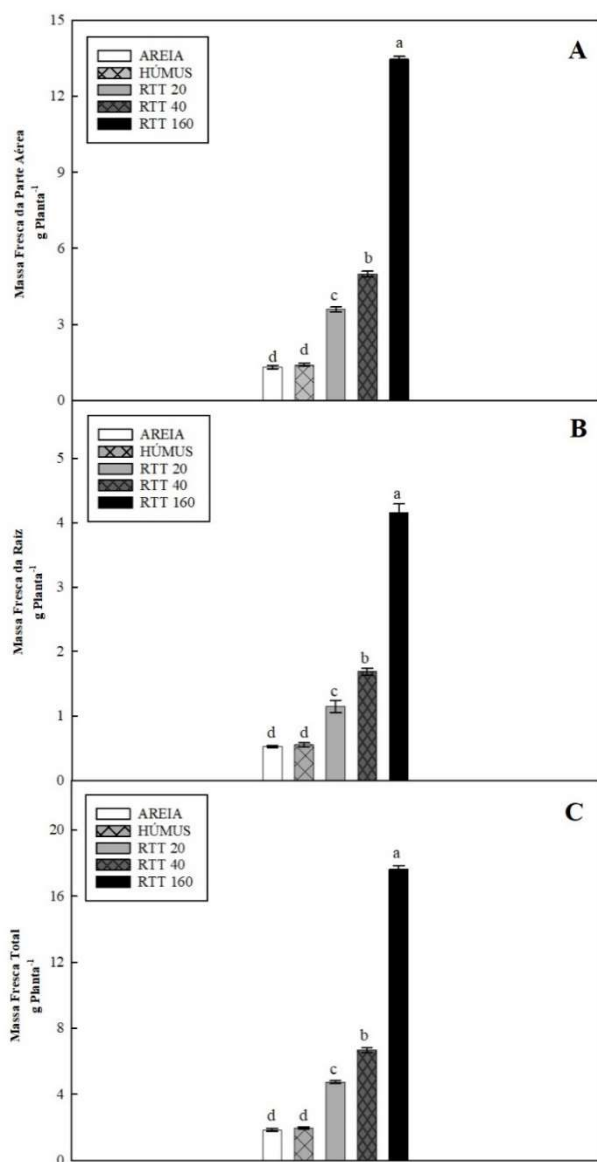 15
12
9
6
3
0
Massa Fresca da Parte Aérea
g Planta⁻¹
AREIA
HÚMUS
RTT 20
RTT 40
RTT 160
A
d
d
c
b
a
5
4
3
2
1
0
Massa Fresca da Raiz
g Planta⁻¹
AREIA
HÚMUS
RTT 20
RTT 40
RTT 160
B
d
d
c
b
a
20
16
12
8
4
0
Massa Fresca Total
g Planta⁻¹
AREIA
HÚMUS
RTT 20
RTT 40
RTT 160
C
d
d
c
b
a